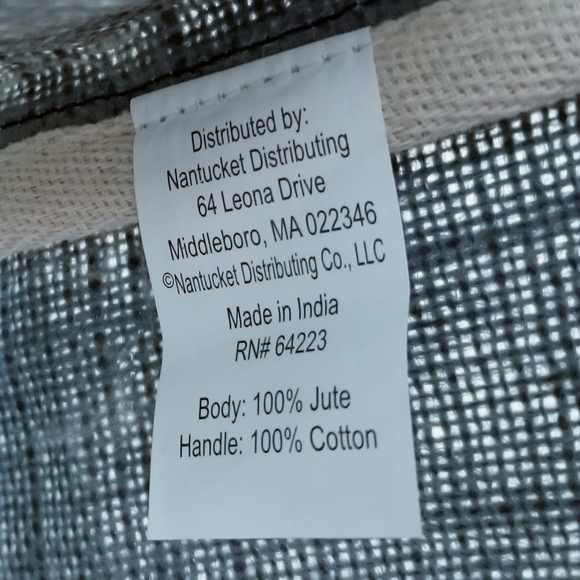 Distributed by:
Nantucket Distributing
64 Leona Drive
Middleboro, MA 022346
©Nantucket Distributing Co., LLC
Made in India
RN# 64223
Body: 100% Jute
Handle: 100% Cotton